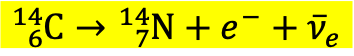 ¹⁴₆C → ¹⁴₇N + e⁻ + ν̄ₑ